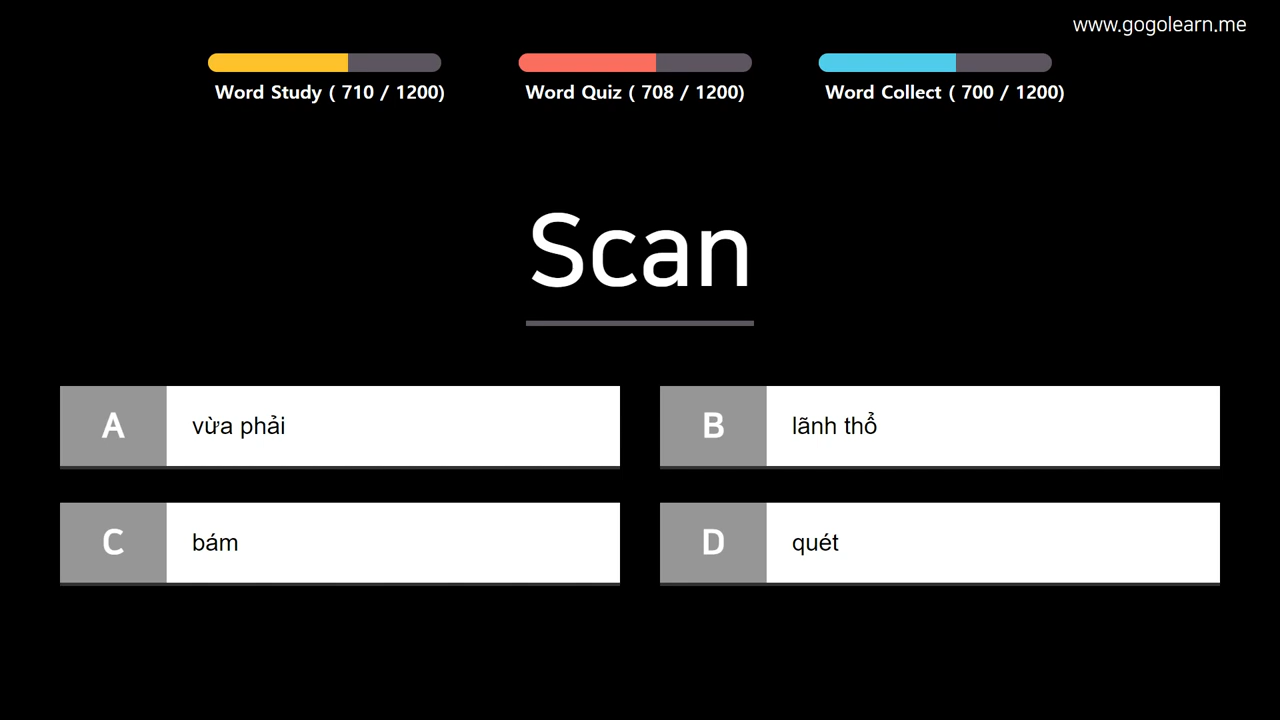 www.gogolearn.me
Word Study ( 710 / 1200)
Word Quiz ( 708 / 1200)
Word Collect ( 700 / 1200)
Scan
A vừa phải
B lãnh thổ
C bám
D quét